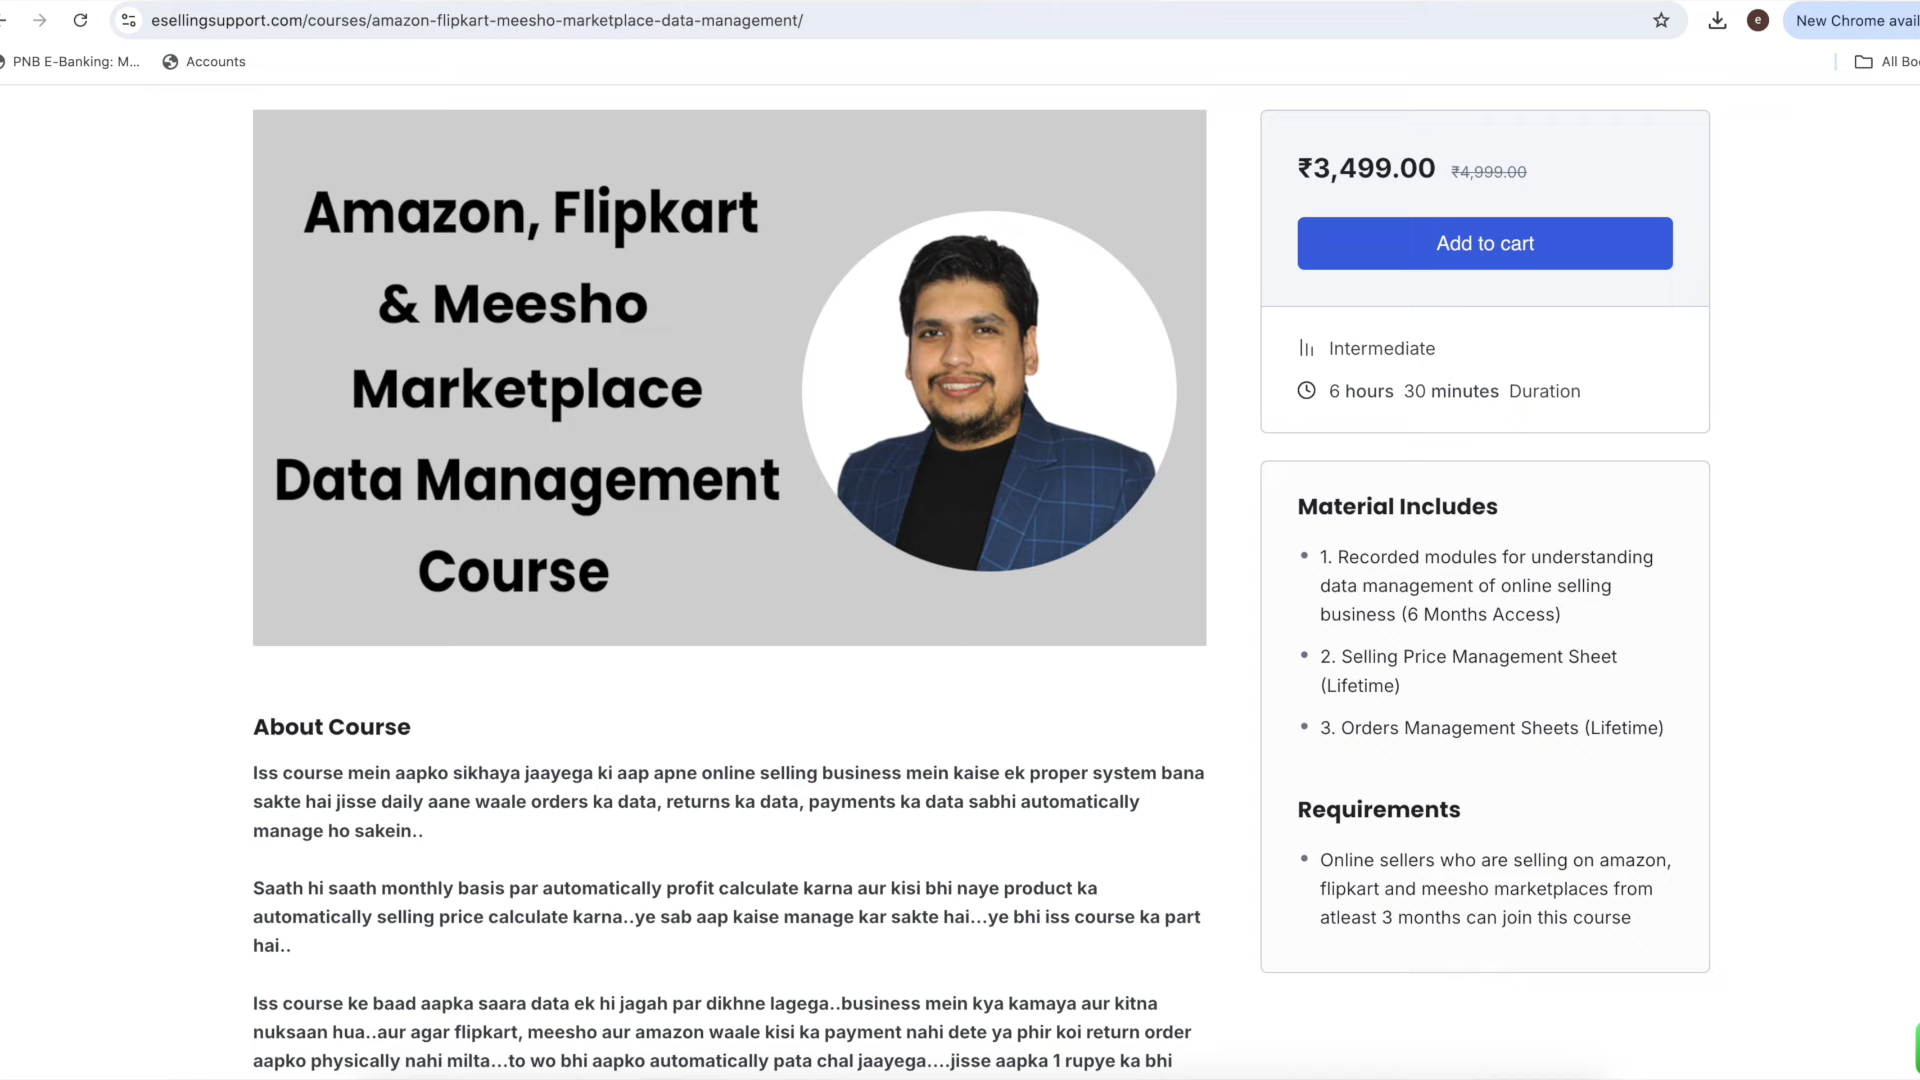 esellingsupport.com/courses/amazon-flipkart-meesho-marketplace-data-management/
e
New Chrome avail
PNB E-Banking: M...
Accounts
All Boo
Amazon, Flipkart
& Meesho
Marketplace
Data Management
Course
₹3,499.00 ₹4,999.00
Add to cart
Intermediate
6 hours 30 minutes Duration
Material Includes
• 1. Recorded modules for understanding
data management of online selling
business (6 Months Access)
• 2. Selling Price Management Sheet
(Lifetime)
• 3. Orders Management Sheets (Lifetime)
Requirements
• Online sellers who are selling on amazon,
flipkart and meesho marketplaces from
atleast 3 months can join this course
About Course
Iss course mein aapko sikhaya jaayega ki aap apne online selling business mein kaise ek proper system bana
sakte hai jisse daily aane waale orders ka data, returns ka data, payments ka data sabhi automatically
manage ho sakein..
Saath hi saath monthly basis par automatically profit calculate karna aur kisi bhi naye product ka
automatically selling price calculate karna..ye sab aap kaise manage kar sakte hai...ye bhi iss course ka part
hai..
Iss course ke baad aapka saara data ek hi jagah par dikhne lagega..business mein kya kamaya aur kitna
nuksaan hua..aur agar flipkart, meesho aur amazon waale kisi ka payment nahi dete ya phir koi return order
aapko physically nahi milta...to wo bhi aapko automatically pata chal jaayega....jisse aapka 1 rupye ka bhi